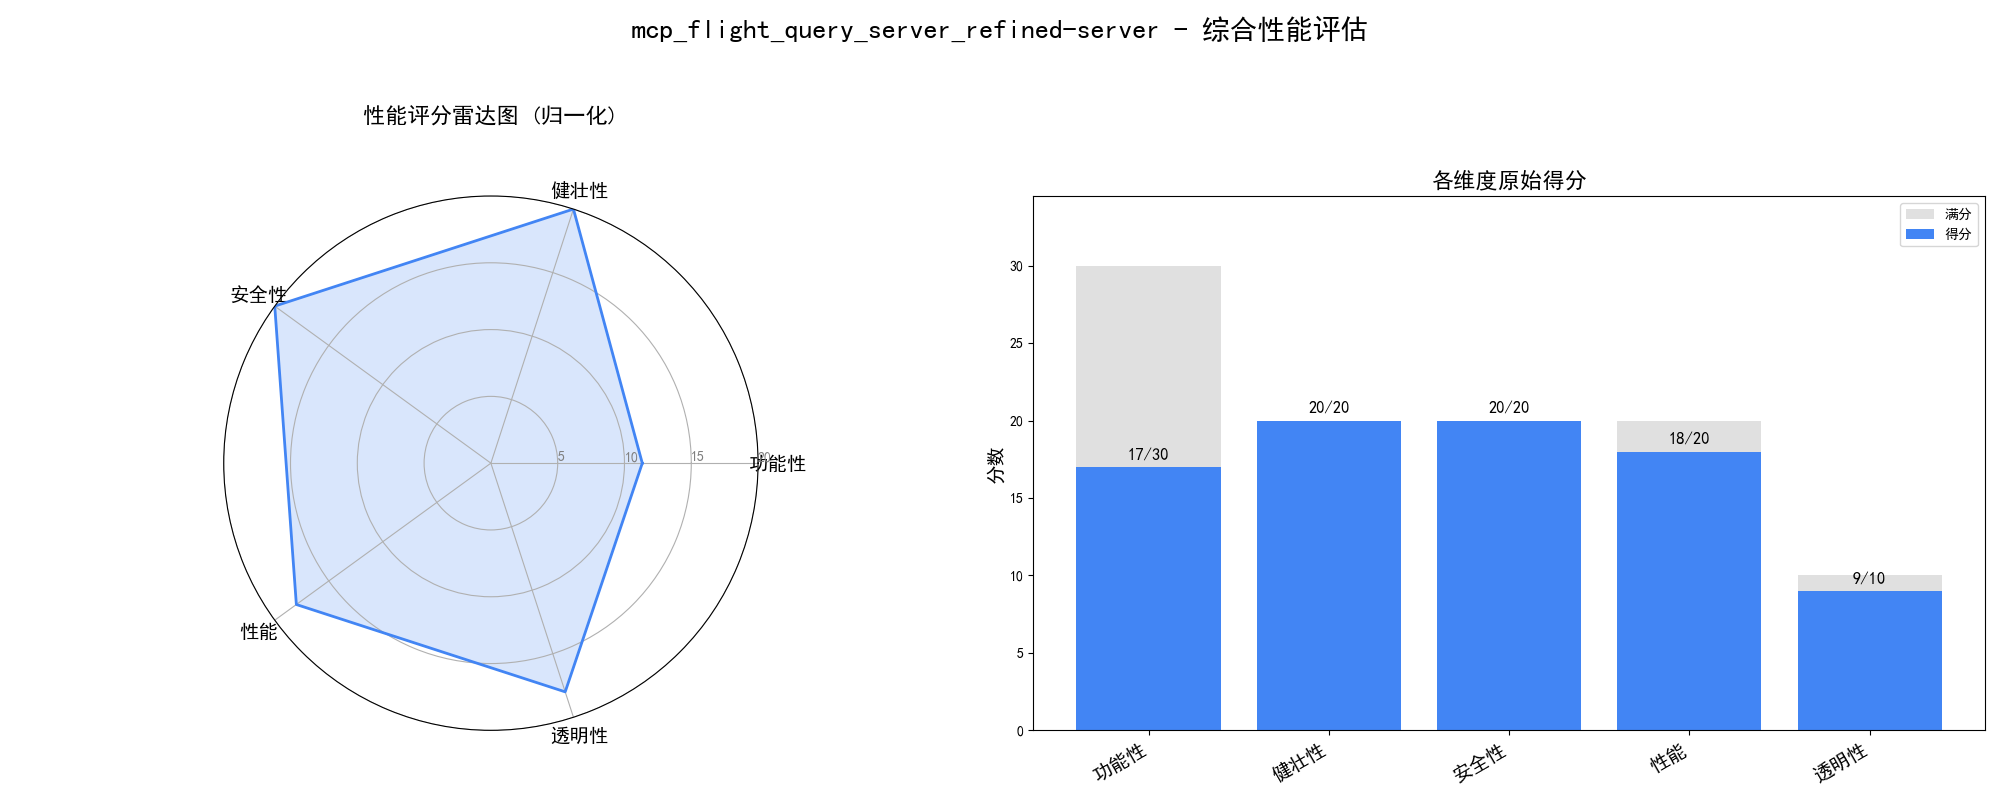 mcp_flight_query_server_refined-server - 综合性能评估
性能评分雷达图 (归一化)
健壮性
安全性
功能性
性能
透明性
5
10
15
20
各维度原始得分
满分
得分
分数
30
25
20
15
10
5
0
17/30
20/20
20/20
18/20
9/10
功能性
健壮性
安全性
性能
透明性